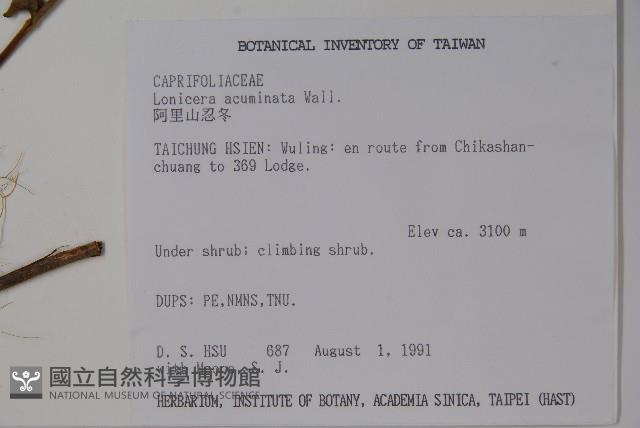 BOTANICAL INVENTORY OF TAIWAN
CAPRIFOLIACEAE
Lonicera acuminata Wall.
阿里山忍冬
TAICHUNG HSIEN: Wuling: en route from Chikashan-
chuang to 369 Lodge.
Elev ca. 3100 m
Under shrub; climbing shrub.
DUPS: PE,NMNS,TNU.
D. S. HSU 687 August 1, 1991
with S. J.
國立自然科學博物館
NATIONAL MUSEUM OF NATURAL SCIENCE
HERBARIUM, INSTITUTE OF BOTANY, ACADEMIA SINICA, TAIPEI (HAST)